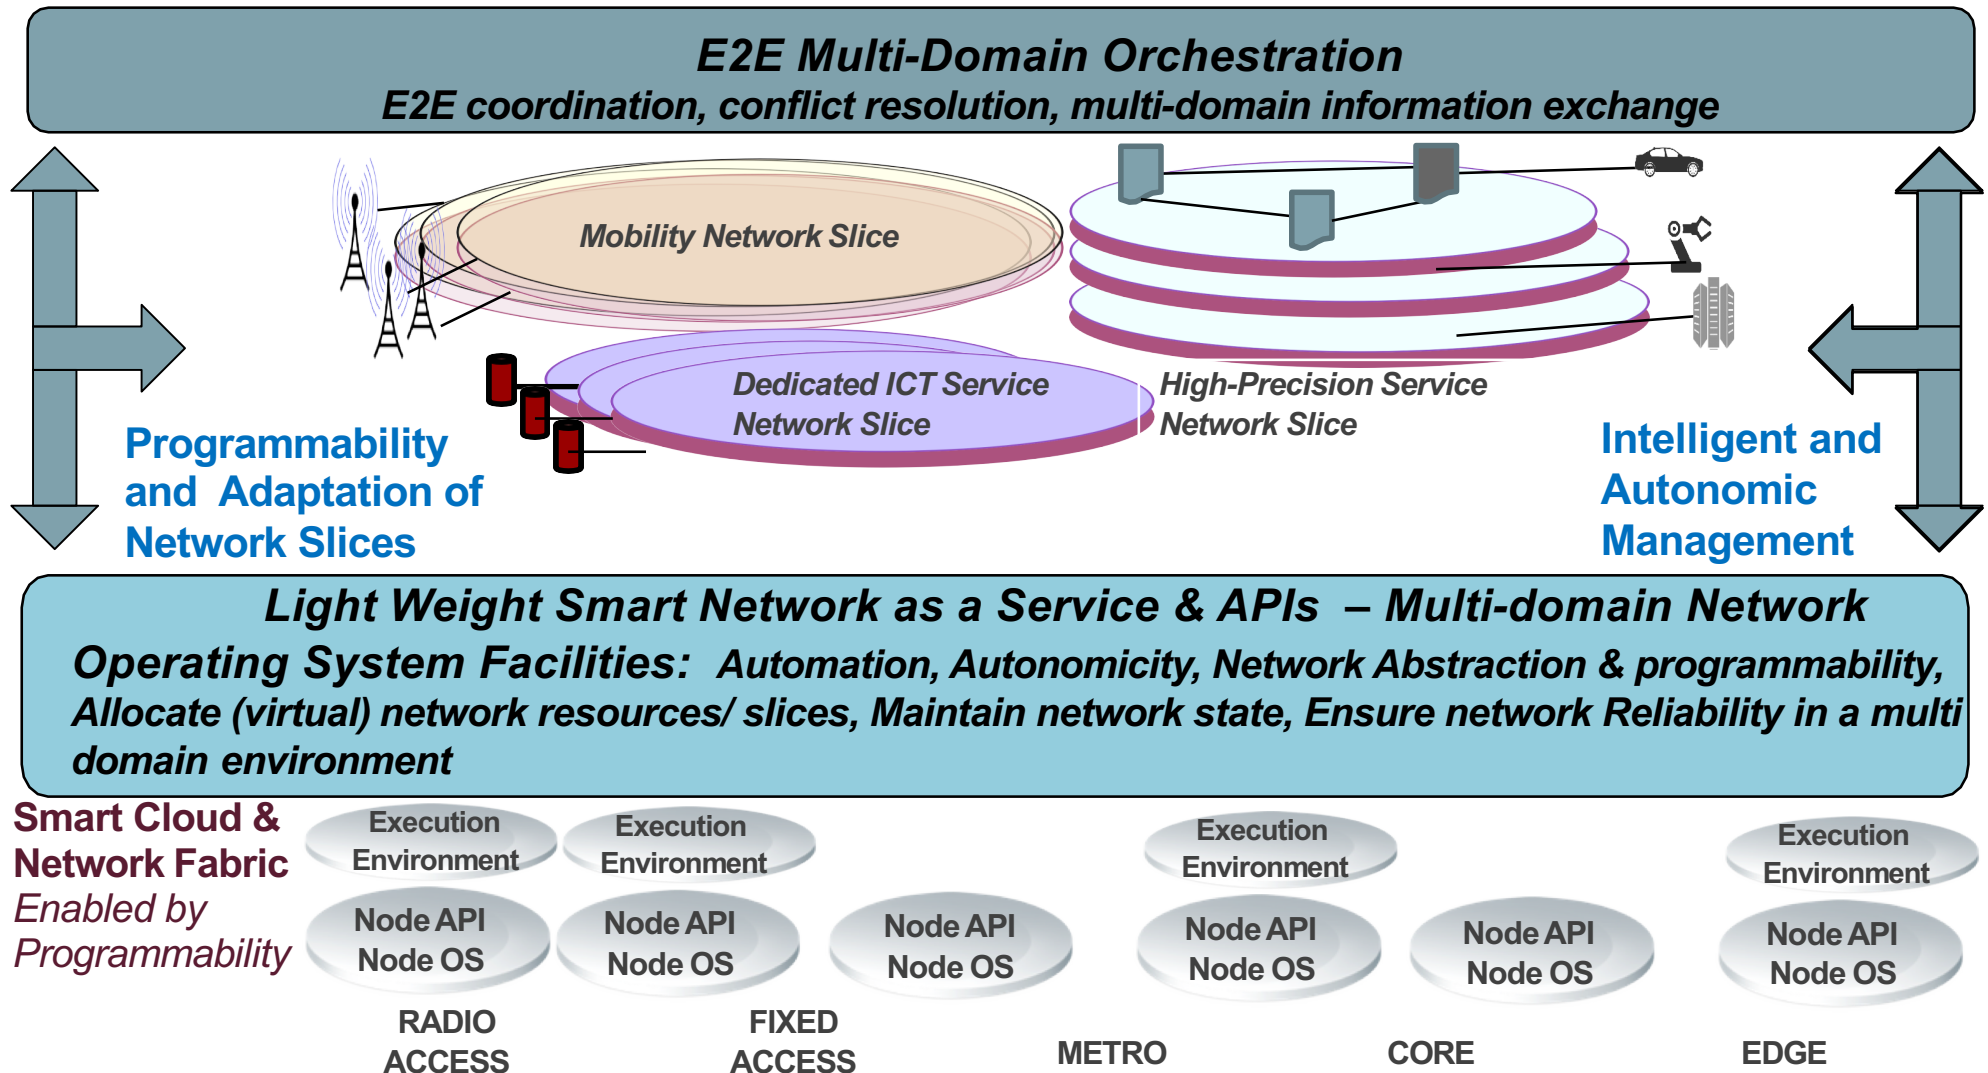 E2E Multi-Domain Orchestration
E2E coordination, conflict resolution, multi-domain information exchange
Mobility Network Slice
Dedicated ICT Service
Network Slice
High-Precision Service
Network Slice
Programmability
and Adaptation of
Network Slices
Intelligent and
Autonomic
Management
Light Weight Smart Network as a Service & APIs – Multi-domain Network
Operating System Facilities: Automation, Autonomicity, Network Abstraction & programmability,
Allocate (virtual) network resources/ slices, Maintain network state, Ensure network Reliability in a multi
domain environment
Smart Cloud &
Network Fabric
Enabled by
Programmability
Execution
Environment
Execution
Environment
Execution
Environment
Execution
Environment
Node API
Node OS
Node API
Node OS
Node API
Node OS
Node API
Node OS
Node API
Node OS
Node API
Node OS
RADIO
ACCESS
FIXED
ACCESS
METRO
CORE
EDGE